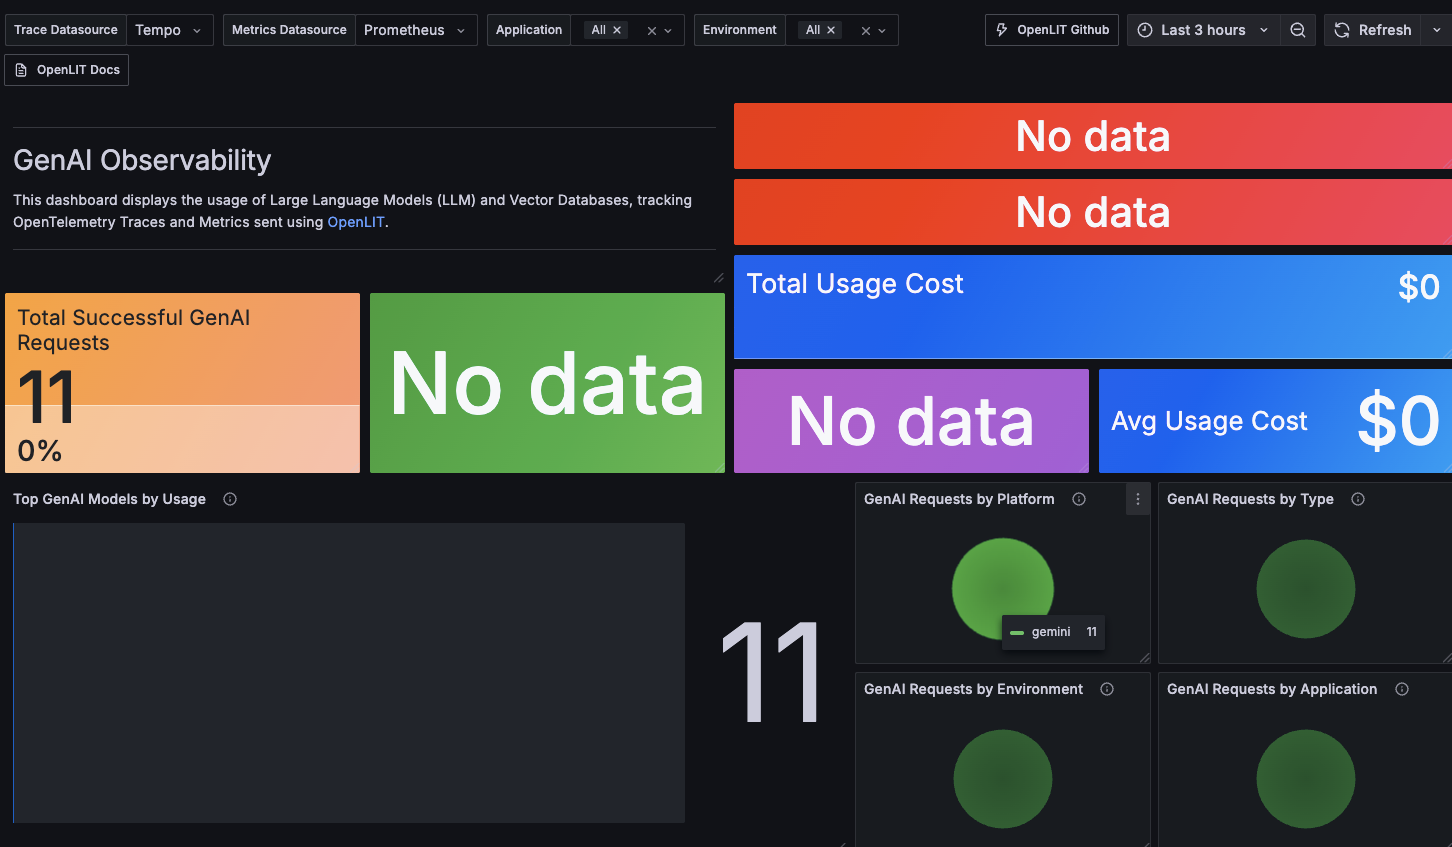 Trace Datasource Tempo Metrics Datasource Prometheus Application All Environment All OpenLIT Github Last 3 hours Refresh
OpenLIT Docs
GenAI Observability
This dashboard displays the usage of Large Language Models (LLM) and Vector Databases, tracking
OpenTelemetry Traces and Metrics sent using OpenLIT.
No data
No data
Total Usage Cost $0
Total Successful GenAI
Requests
11
0%
No data
No data
Avg Usage Cost $0
Top GenAI Models by Usage
11
GenAI Requests by Platform
gemini 11
GenAI Requests by Type
GenAI Requests by Environment
GenAI Requests by Application